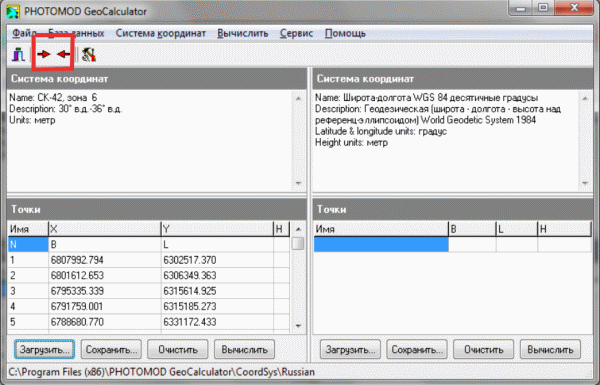 PHOTOMOD GeoCalculator
Файл База данных Система координат Вычислить Сервис Помощь
Система координат
Name: СК-42, зона 6
Description: 30° в.д.-36° в.д.
Units: метр
Система координат
Name: Широта-долгота WGS 84 десятичные градусы
Description: Геодезическая (широта - долгота - высота над
референц-эллипсоидом) World Geodetic System 1984
Latitude & longitude units: градус
Height units: метр
Точки
Имя X Y H
N B L
1 6807992.794 6302517.370
2 6801612.653 6306349.363
3 6795335.339 6315614.925
4 6791759.001 6315185.273
5 6788680.770 6331172.433
Загрузить... Сохранить... Очистить Вычислить
Точки
Имя B L H
Загрузить... Сохранить... Очистить Вычислить
C:\Program Files (x86)\PHOTOMOD GeoCalculator\CoordSys\Russian